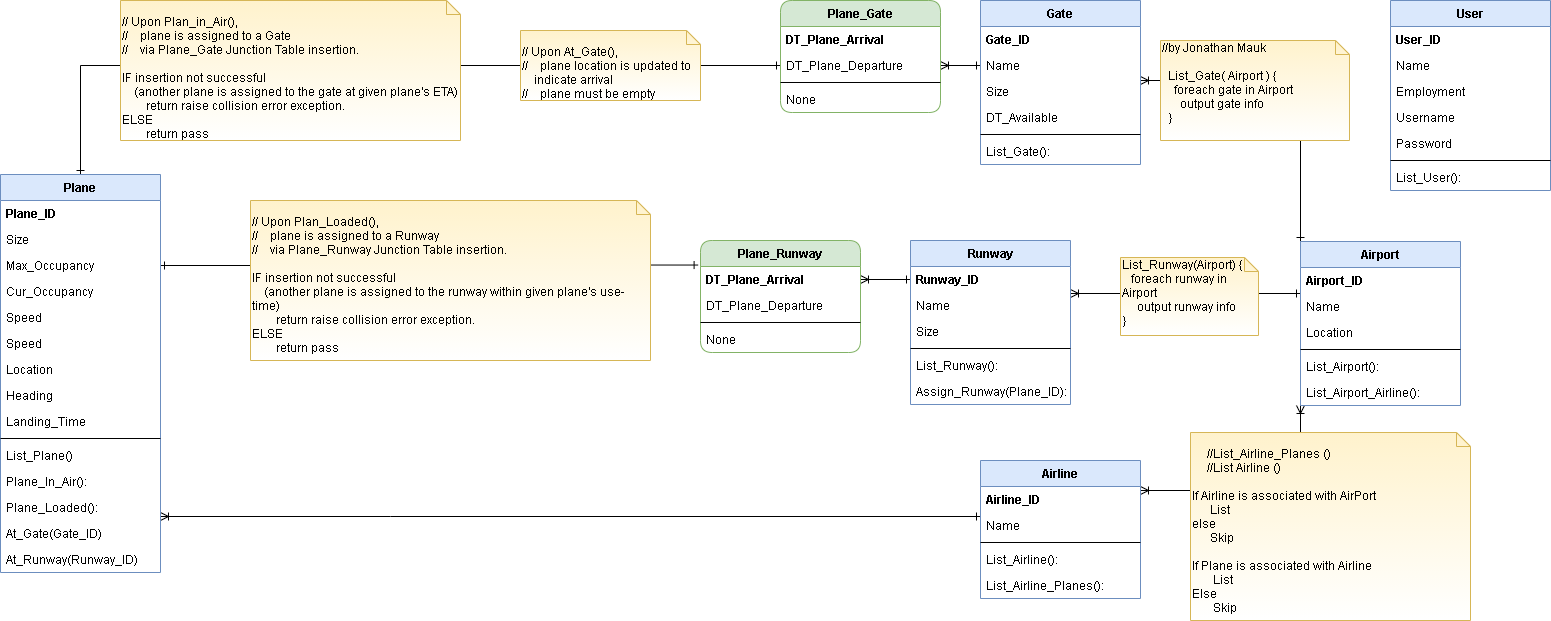 // Upon Plan_in_Air(),
//    plane is assigned to a Gate
//    via Plane_Gate Junction Table insertion.
IF insertion not successful
(another plane is assigned to the gate at given plane's ETA)
return raise collision error exception.
ELSE
return pass
// Upon At_Gate(),
//    plane location is updated to
indicate arrival
//    plane must be empty
Plane_Gate
DT_Plane_Arrival
DT_Plane_Departure
None
Gate
Gate_ID
Name
Size
DT_Available
List_Gate():
//by Jonathan Mauk
List_Gate( Airport ) {
foreach gate in Airport
output gate info
}
User
User_ID
Name
Employment
Username
Password
List_User():
Plane
Plane_ID
Size
Max_Occupancy
Cur_Occupancy
Speed
Speed
Location
Heading
Landing_Time
List_Plane()
Plane_In_Air():
Plane_Loaded():
At_Gate(Gate_ID)
At_Runway(Runway_ID)
// Upon Plan_Loaded(),
//    plane is assigned to a Runway
//    via Plane_Runway Junction Table insertion.
IF insertion not successful
(another plane is assigned to the runway within given plane's use-
time)
return raise collision error exception.
ELSE
return pass
Plane_Runway
DT_Plane_Arrival
DT_Plane_Departure
None
Runway
Runway_ID
Name
Size
List_Runway():
Assign_Runway(Plane_ID):
List_Runway(Airport) {
foreach runway in
Airport
output runway info
}
Airport
Airport_ID
Name
Location
List_Airport():
List_Airport_Airline():
Airline
Airline_ID
Name
List_Airline():
List_Airline_Planes():
//List_Airline_Planes ()
//List Airline ()
If Airline is associated with AirPort
List
else
Skip
If Plane is associated with Airline
List
Else
Skip